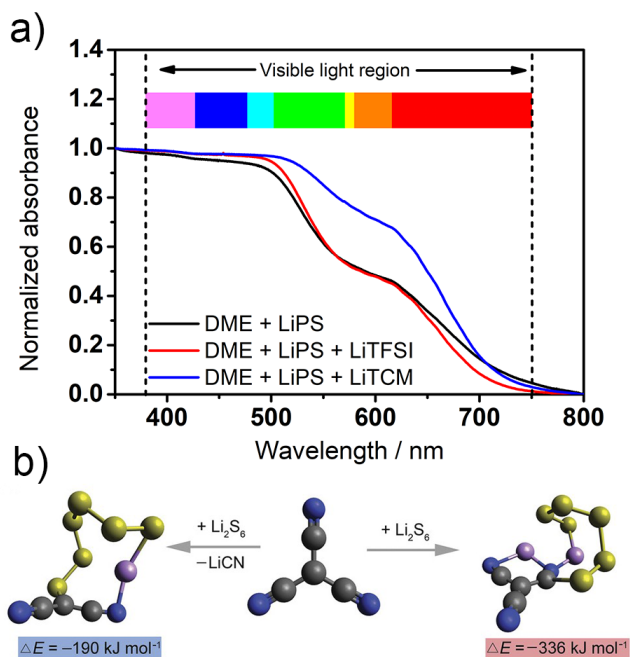 a)
1.4
1.2
1.0
0.8
0.6
0.4
0.2
0.0
Normalized absorbance
Visible light region
DME + LiPS
DME + LiPS + LiTFSI
DME + LiPS + LiTCM
400 500 600 700 800
Wavelength / nm
b)
+ Li₂S₆
−LiCN
+ Li₂S₆
△E = −190 kJ mol⁻¹
△E = −336 kJ mol⁻¹